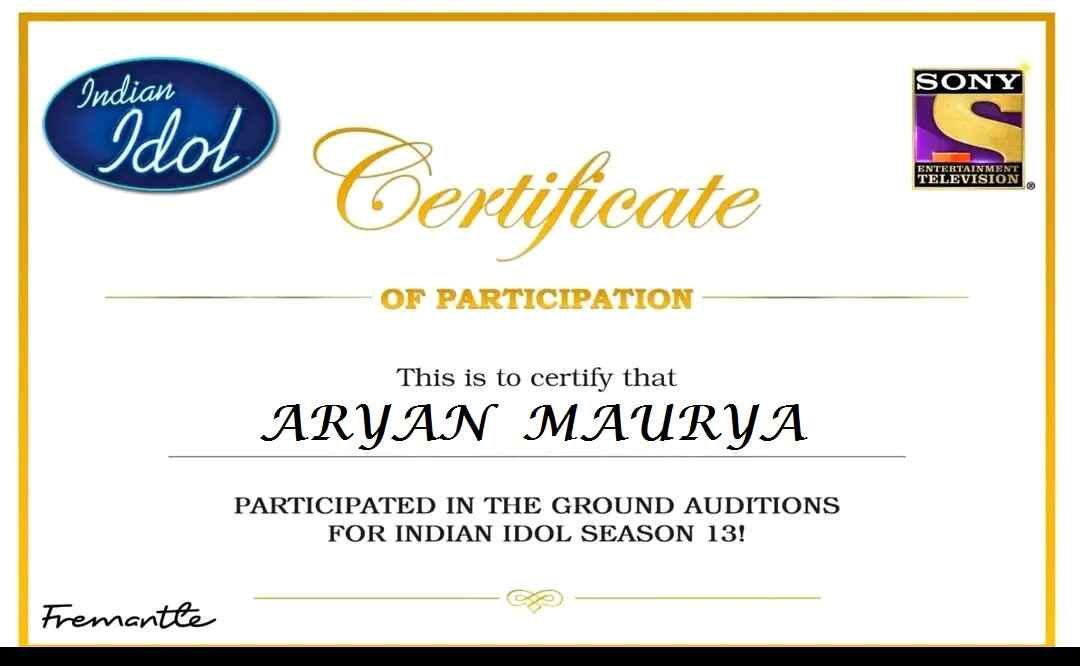 Indian
Idol
SONY
ENTERTAINMENT
TELEVISION
®
Certificate
OF PARTICIPATION
This is to certify that
ARYAN MAURYA
PARTICIPATED IN THE GROUND AUDITIONS
FOR INDIAN IDOL SEASON 13!
Fremantle